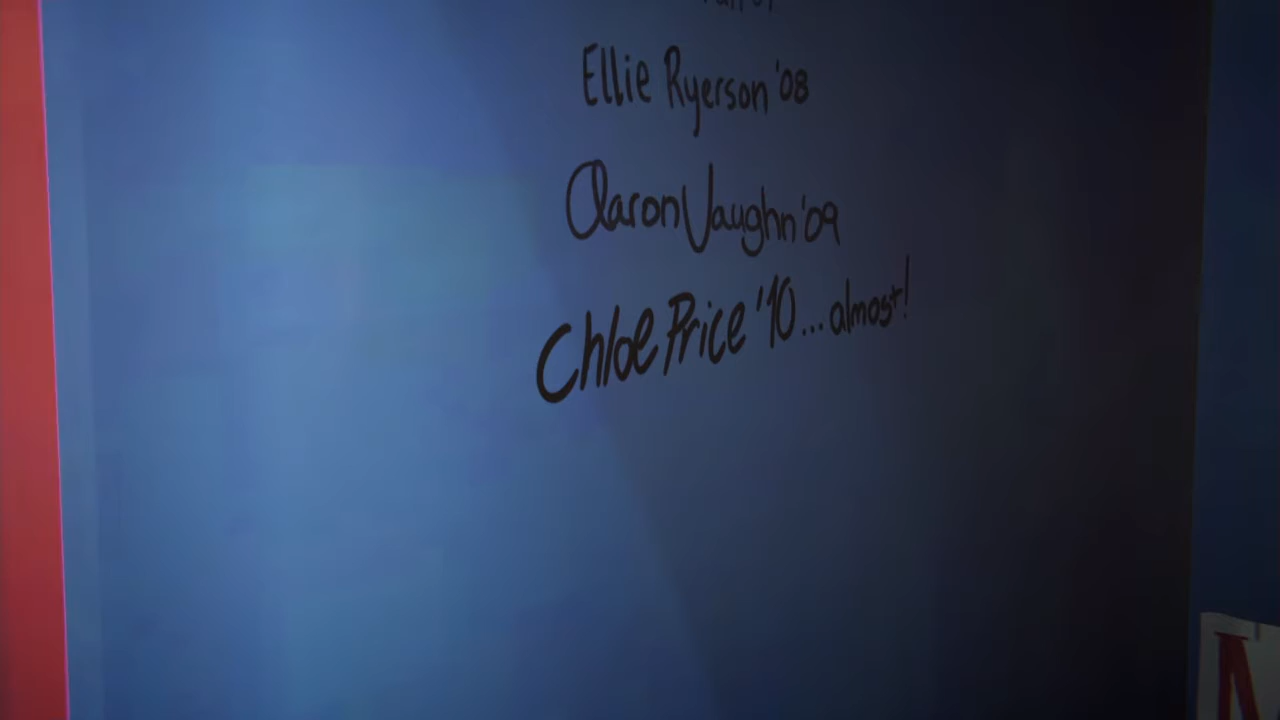 Ellie Ryerson '08
Aaron Vaughn '09
Chloe Price '10... almost!
N